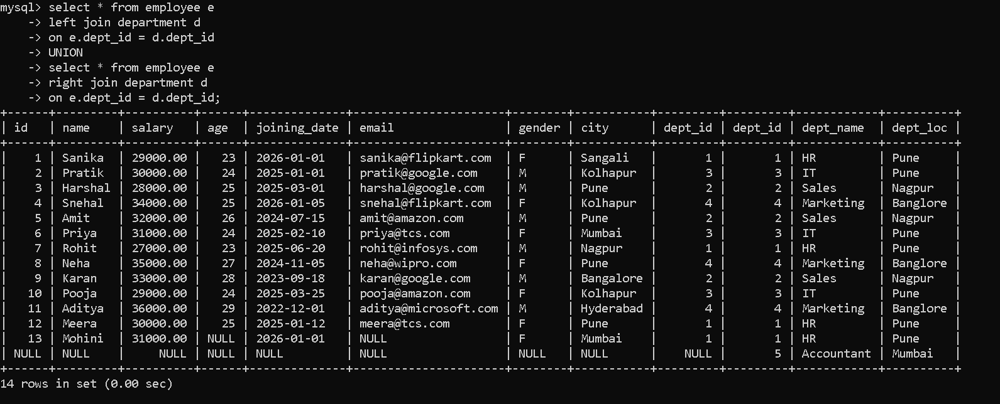 mysql> select * from employee e
    -> left join department d
    -> on e.dept_id = d.dept_id
    -> UNION
    -> select * from employee e
    -> right join department d
    -> on e.dept_id = d.dept_id;
+------+----------+----------+------+--------------+----------------------+--------+-----------+---------+---------+------------+----------+
| id   | name     | salary   | age  | joining_date | email                | gender | city      | dept_id | dept_id | dept_name  | dept_loc |
+------+----------+----------+------+--------------+----------------------+--------+-----------+---------+---------+------------+----------+
|    1 | Sanika   | 29000.00 |   23 | 2026-01-01   | sanika@flipkart.com  | F      | Sangali   |       1 |       1 | HR         | Pune     |
|    2 | Pratik   | 30000.00 |   24 | 2025-01-01   | pratik@google.com    | M      | Kolhapur  |       3 |       3 | IT         | Pune     |
|    3 | Harshal  | 28000.00 |   25 | 2025-03-01   | harshal@google.com   | M      | Pune      |       2 |       2 | Sales      | Nagpur   |
|    4 | Snehal   | 34000.00 |   25 | 2026-01-05   | snehal@flipkart.com  | F      | Kolhapur  |       4 |       4 | Marketing  | Banglore |
|    5 | Amit     | 32000.00 |   26 | 2024-07-15   | amit@amazon.com      | M      | Pune      |       2 |       2 | Sales      | Nagpur   |
|    6 | Priya    | 31000.00 |   24 | 2025-02-10   | priya@tcs.com        | F      | Mumbai    |       3 |       3 | IT         | Pune     |
|    7 | Rohit    | 27000.00 |   23 | 2025-06-20   | rohit@infosys.com    | M      | Nagpur    |       1 |       1 | HR         | Pune     |
|    8 | Neha     | 35000.00 |   27 | 2024-11-05   | neha@wipro.com       | F      | Pune      |       4 |       4 | Marketing  | Banglore |
|    9 | Karan    | 33000.00 |   28 | 2023-09-18   | karan@google.com     | M      | Bangalore |       2 |       2 | Sales      | Nagpur   |
|   10 | Pooja    | 29000.00 |   24 | 2025-03-25   | pooja@amazon.com     | F      | Kolhapur  |       3 |       3 | IT         | Pune     |
|   11 | Aditya   | 36000.00 |   29 | 2022-12-01   | aditya@microsoft.com | M      | Hyderabad |       4 |       4 | Marketing  | Banglore |
|   12 | Meera    | 30000.00 |   25 | 2025-01-12   | meera@tcs.com        | F      | Pune      |       1 |       1 | HR         | Pune     |
|   13 | Mohini   | 31000.00 | NULL | 2026-01-01   | NULL                 | F      | Mumbai    |       1 |       1 | HR         | Pune     |
| NULL | NULL     |     NULL | NULL | NULL         | NULL                 | NULL   | NULL      |    NULL |       5 | Accountant | Mumbai   |
+------+----------+----------+------+--------------+----------------------+--------+-----------+---------+---------+------------+----------+
14 rows in set (0.00 sec)